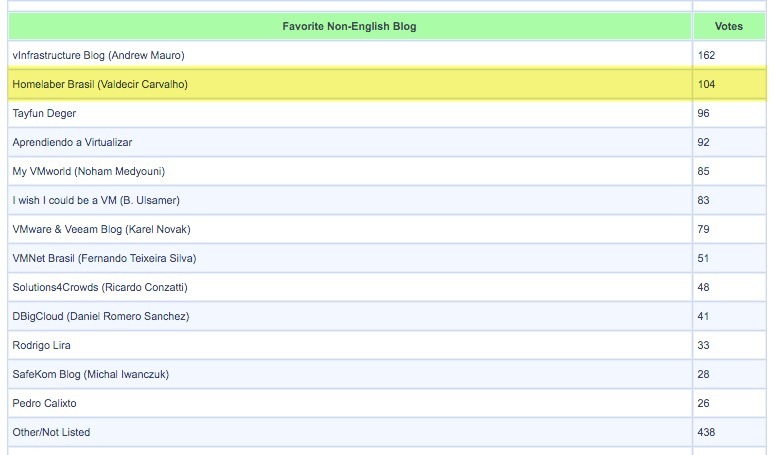 Favorite Non-English Blog Votes
vInfrastructure Blog (Andrew Mauro) 162
Homelaber Brasil (Valdecir Carvalho) 104
Tayfun Deger 96
Aprendiendo a Virtualizar 92
My VMworld (Noham Medyouni) 85
I wish I could be a VM (B. Ulsamer) 83
VMware & Veeam Blog (Karel Novak) 79
VMNet Brasil (Fernando Teixeira Silva) 51
Solutions4Crowds (Ricardo Conzatti) 48
DBigCloud (Daniel Romero Sanchez) 41
Rodrigo Lira 33
SafeKom Blog (Michal Iwanczuk) 28
Pedro Calixto 26
Other/Not Listed 438